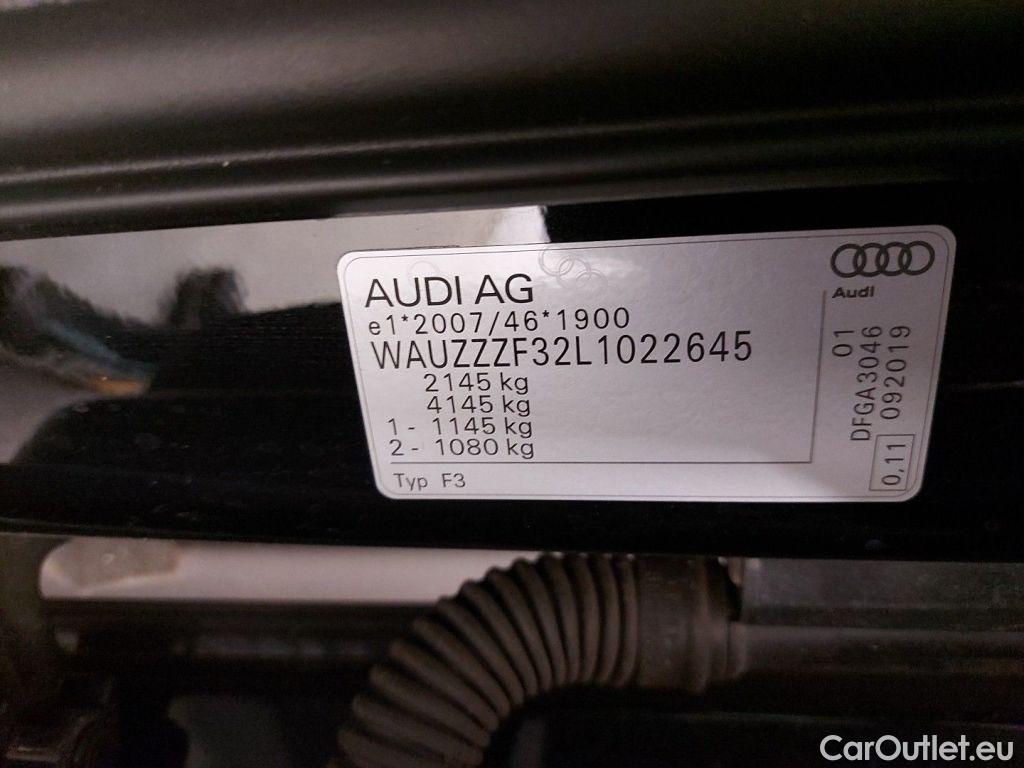 AUDI AG
e1*2007/46*1900
WAUZZZF32L1022645
2145 kg
4145 kg
1 - 1145 kg
2 - 1080 kg
Typ F3
Audi
01
DFGA3046
092019
0,11
CarOutlet.eu